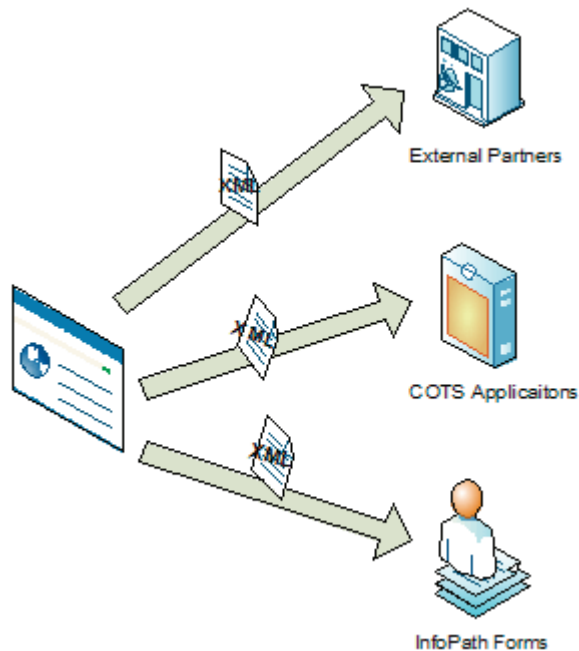 External Partners
XML
XML
COTS Applicaitons
XML
InfoPath Forms